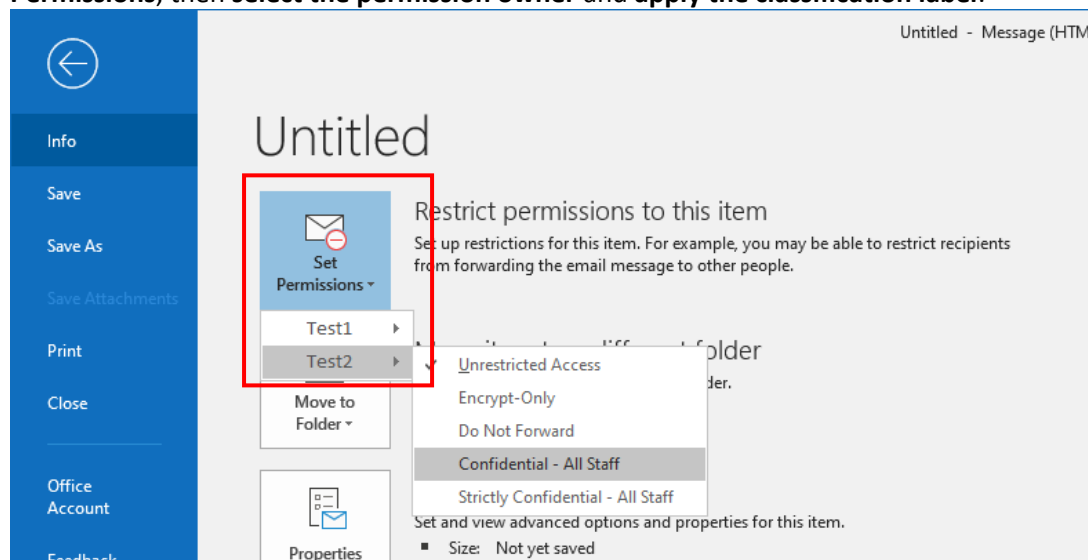 Permissions, then select the permission owner and apply the classification label.
Untitled - Message (HTM
Info
Save
Save As
Save Attachments
Print
Close
Office
Account
Feedback
Untitled
Set
Permissions
Restrict permissions to this item
Set up restrictions for this item. For example, you may be able to restrict recipients
from forwarding the email message to other people.
Test1
Test2
Unrestricted Access
Encrypt-Only
Do Not Forward
Confidential - All Staff
Strictly Confidential - All Staff
folder
der.
Move to
Folder
Set and view advanced options and properties for this item.
Size: Not yet saved
Properties